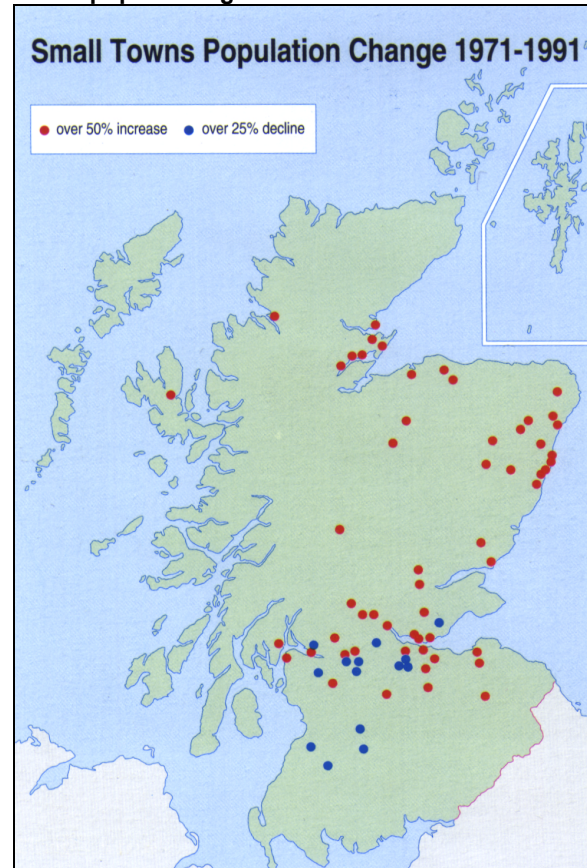 Small Towns Population Change 1971-1991
over 50% increase over 25% decline